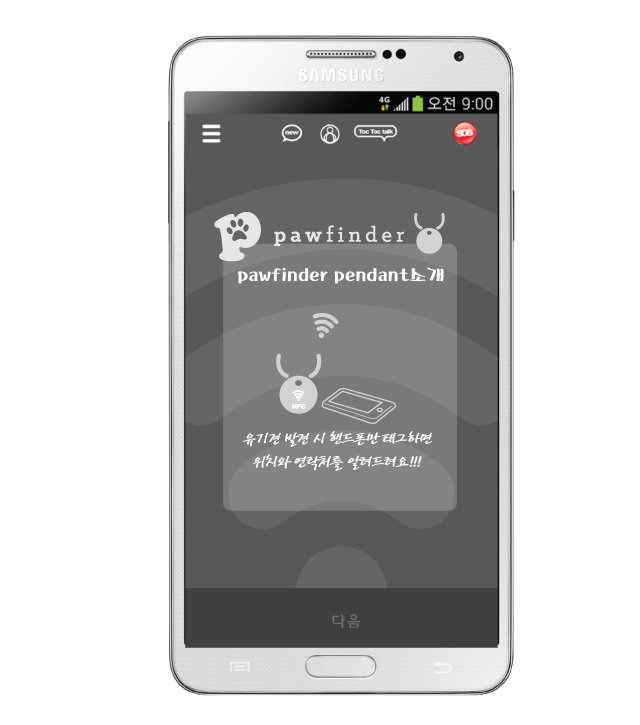 SAMSUNG
4G 오전 9:00
new Toc Toc talk SOS
p pawfinder
pawfinder pendant소개
NFC
유기견 발견 시 핸드폰만 태그하면
위치와 연락처를 알려드려요!!!
다음